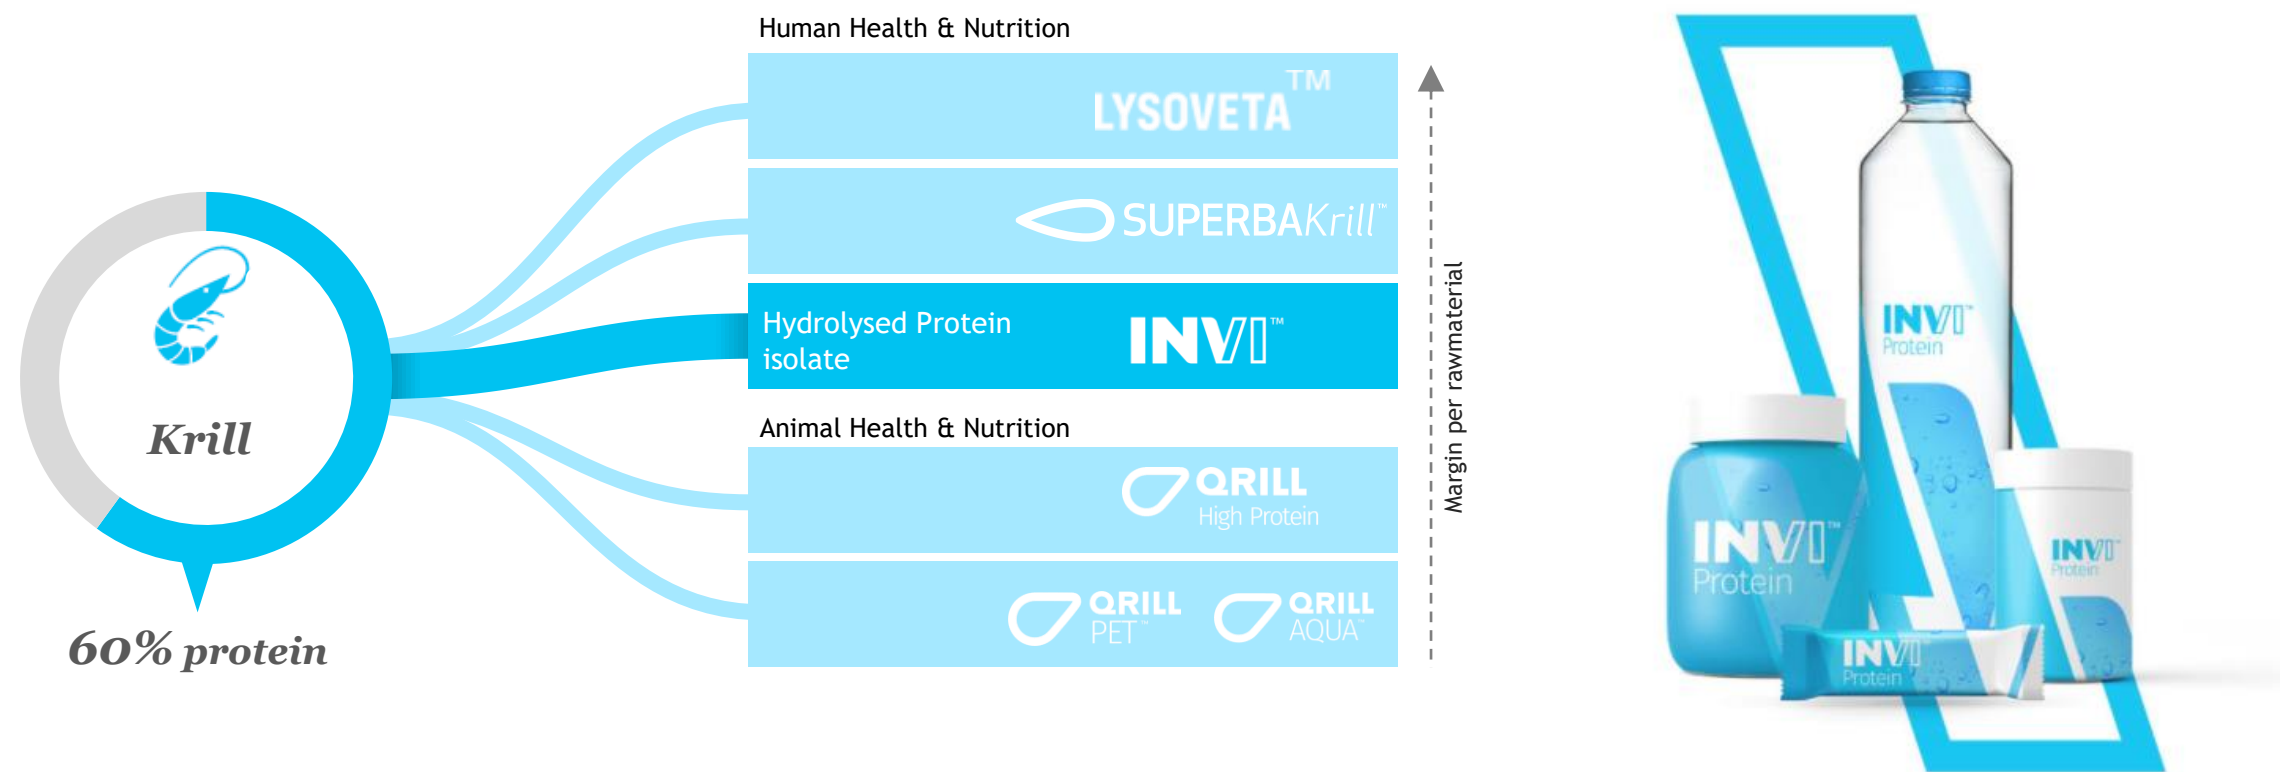 Human Health & Nutrition
LYSOVETA™
SUPERBAKrill™
Hydrolysed Protein
isolate
INVI™
Krill
60% protein
Animal Health & Nutrition
QRILL
High Protein
QRILL
PET™
QRILL
AQUA™
Margin per rawmaterial
INVI™
Protein
INVI™
Protein
INVI
Protein
INVI
Protein